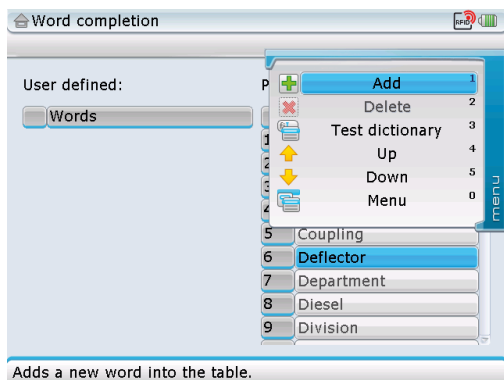 Word completion
RFID
User defined:
P
Words
Add 1
Delete 2
Test dictionary 3
Up 4
Down 5
Menu 0
menu
1
2
3
4
5 Coupling
6 Deflector
7 Department
8 Diesel
9 Division
Adds a new word into the table.